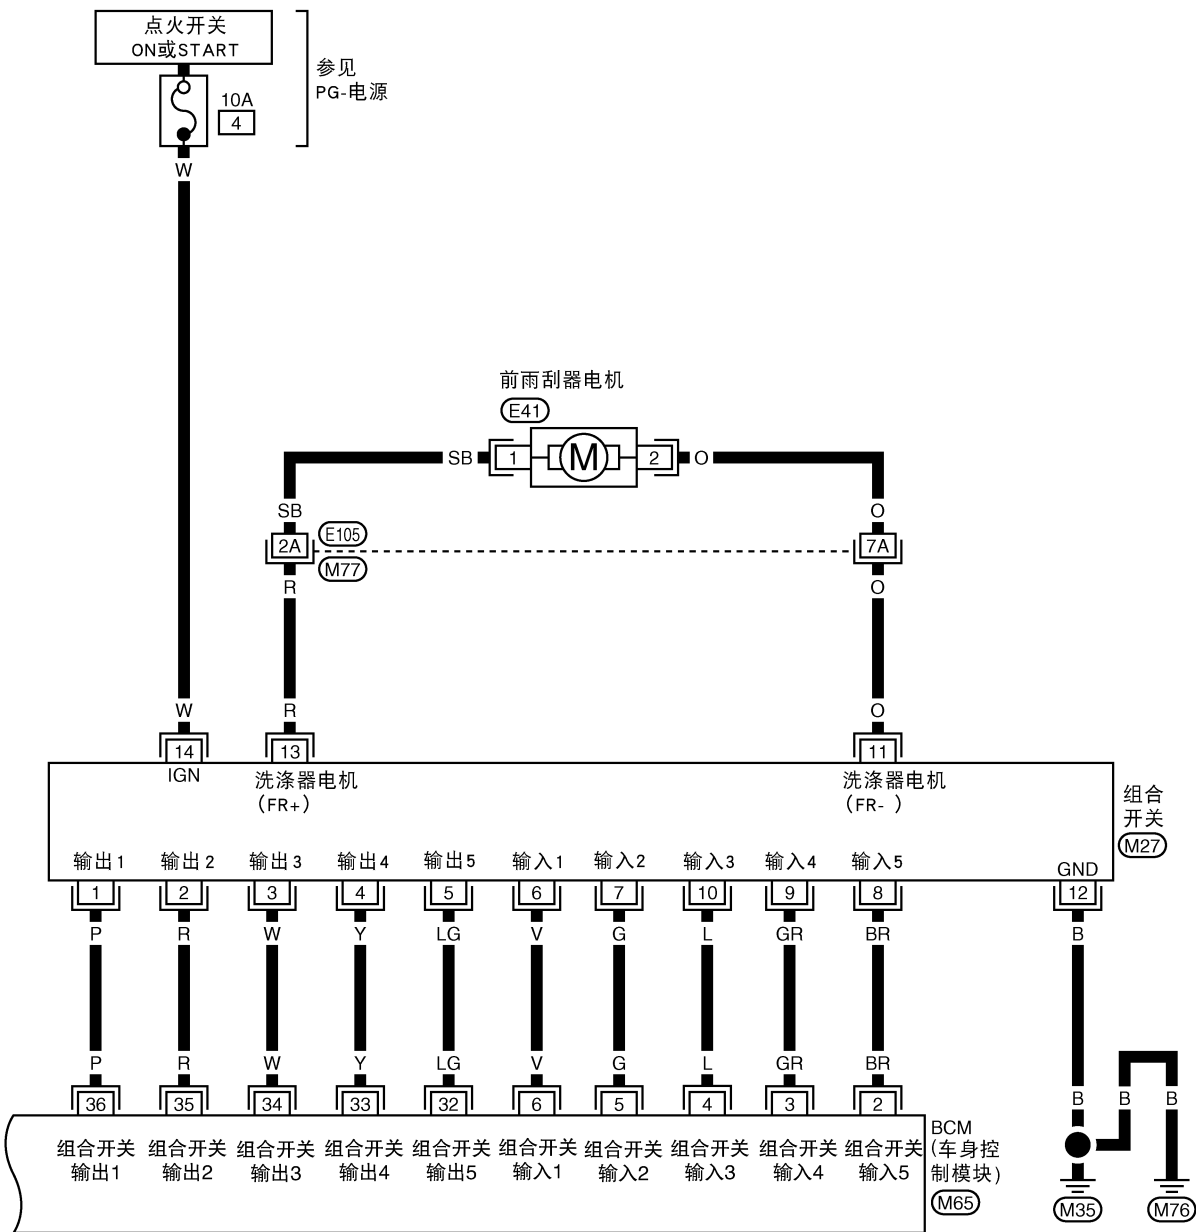 点火开关
ON或START
参见
PG-电源
10A
4
W
前雨刮器电机
E41
SB 1 M 2 O
SB O
2A E105 7A
M77
R O
W R O
14 13 11
IGN 洗涤器电机 洗涤器电机
(FR+) (FR- )
组合
开关
M27
输出1 输出2 输出3 输出4 输出5 输入1 输入2 输入3 输入4 输入5 GND
1 2 3 4 5 6 7 10 9 8 12
P R W Y LG V G L GR BR B
P R W Y LG V G L GR BR
B B B
36 35 34 33 32 6 5 4 3 2
组合开关 组合开关 组合开关 组合开关 组合开关 组合开关 组合开关 组合开关 组合开关 组合开关
输出1 输出2 输出3 输出4 输出5 输入1 输入2 输入3 输入4 输入5
BCM
(车身控
制模块)
M65
M35 M76